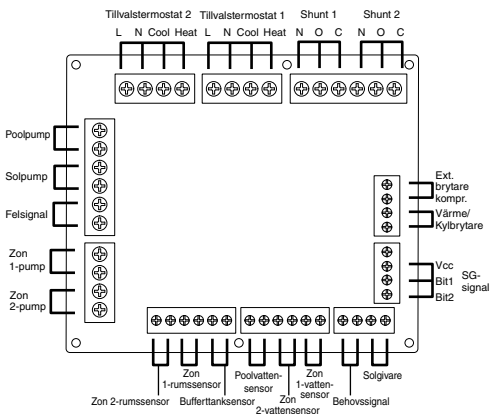 Tillvalstermostat 2 Tillvalstermostat 1 Shunt 1 Shunt 2
L N Cool Heat L N Cool Heat N O C N O C
Poolpump
Solpump
Felsignal
Zon
1-pump
Zon
2-pump
Ext.
brytare
kompr.
Värme/
Kylbrytare
Vcc
Bit1
Bit2
SG-
signal
Zon 2-rumssensor
Zon
1-rumssensor
Bufferttanksensor
Poolvatten-
sensor
Zon
2-vattensensor
Zon
1-vatten-
sensor
Behovssignal
Solgivare